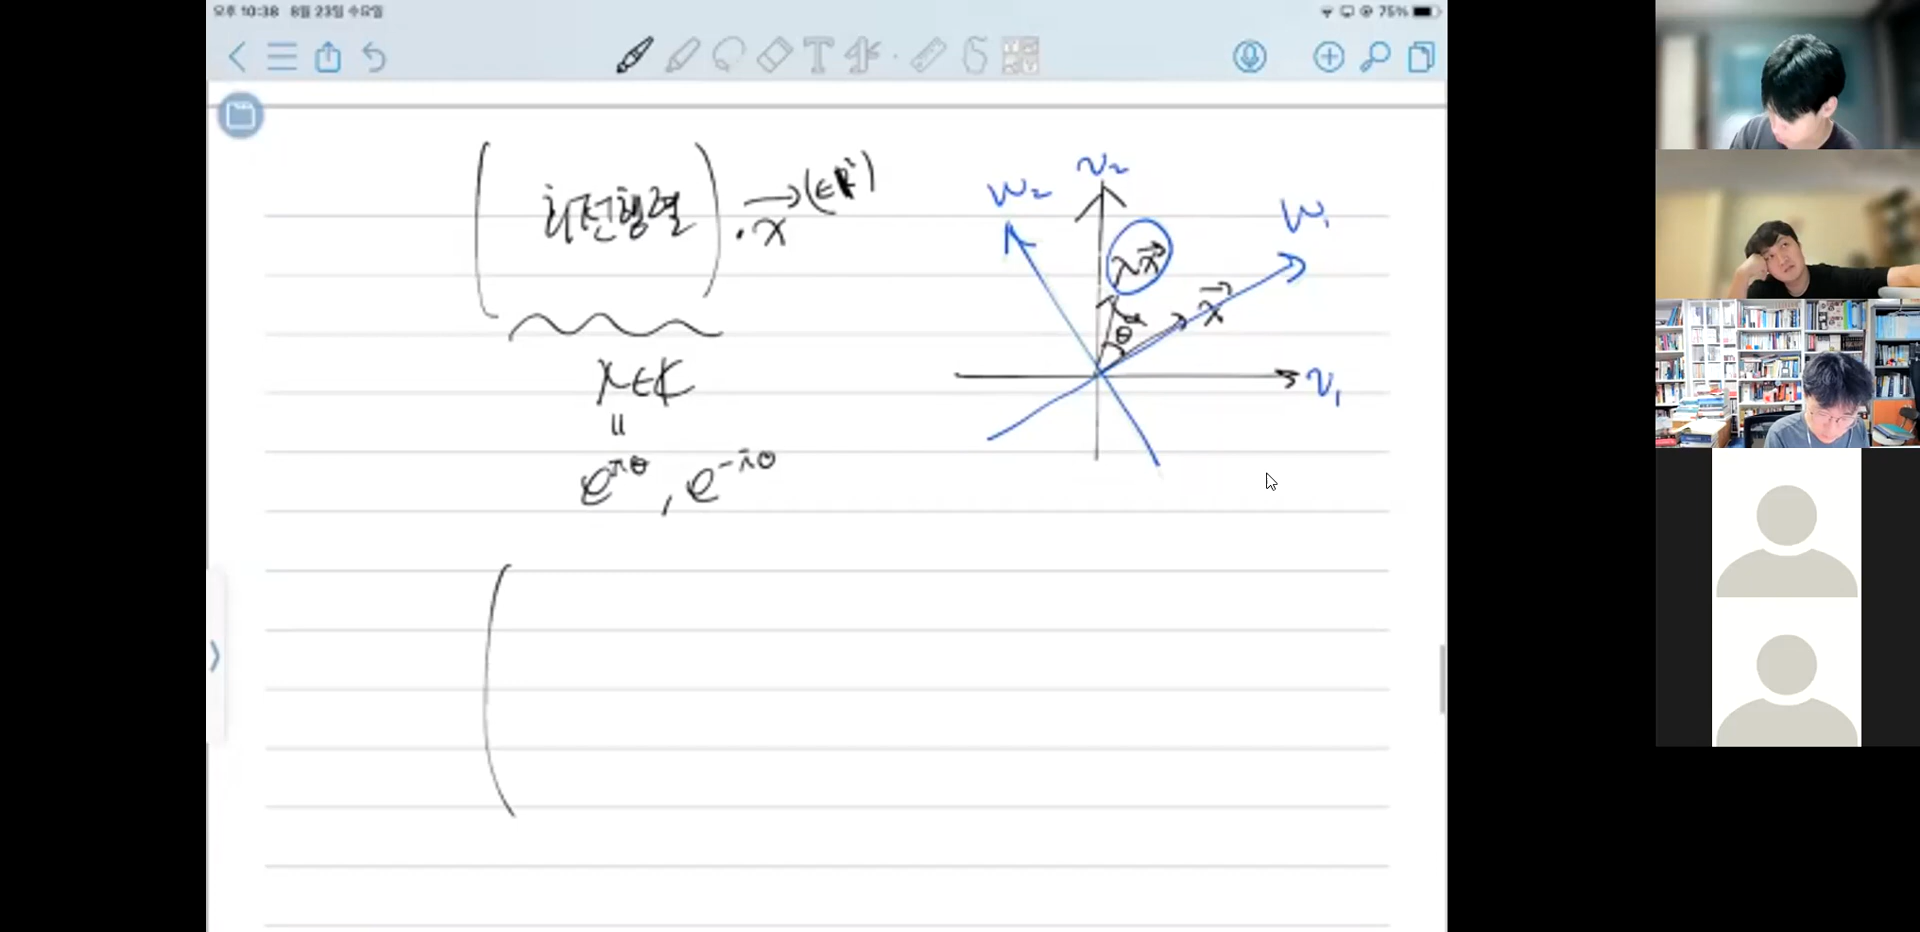 오후 10:38 8월 23일 수요일
75%
T
(회전행렬) · x⃗ (∈
λ ∈ ℂ
=
e^{iθ}, e^{-iθ}
(
v₂
w₂
w₁
λx⃗
x⃗
θ
v₁